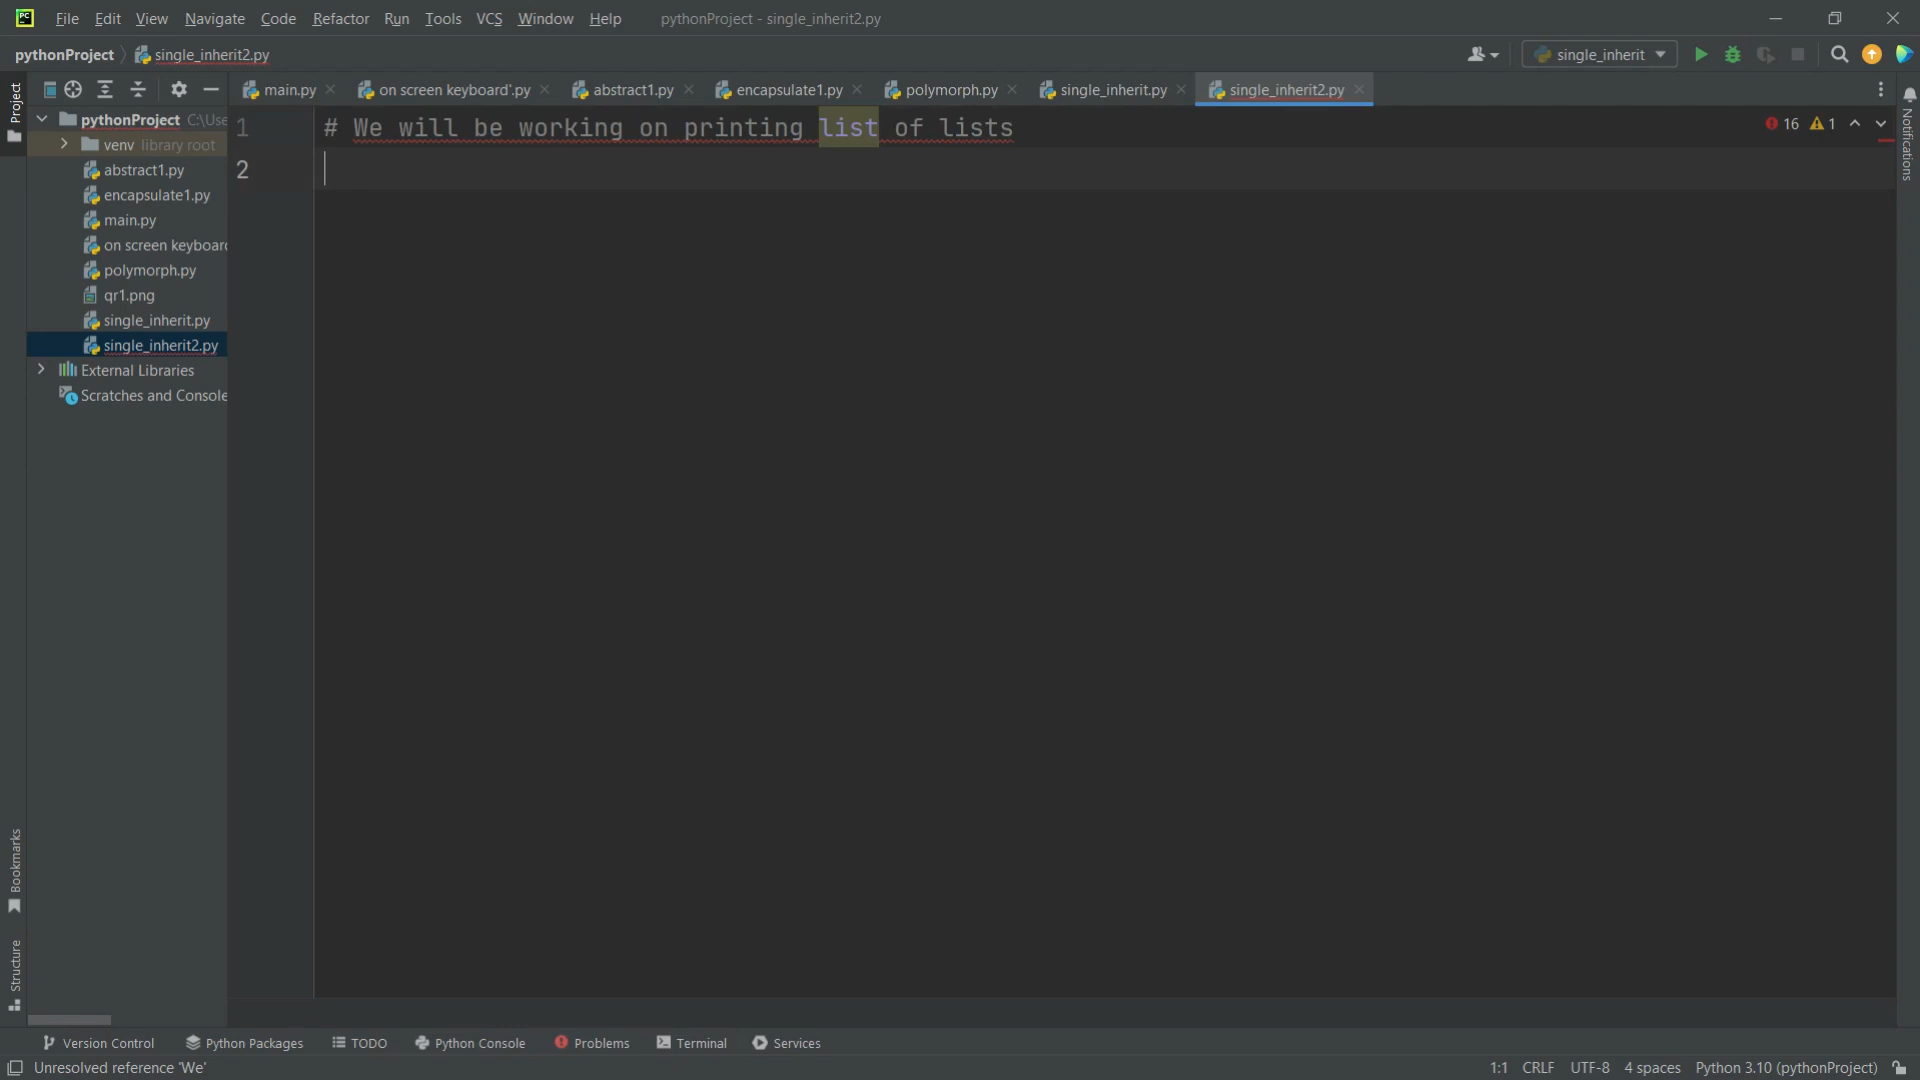 PC File Edit View Navigate Code Refactor Run Tools VCS Window Help pythonProject - single_inherit2.py
pythonProject single_inherit2.py single_inherit
Project
main.py on screen keyboard'.py abstract1.py encapsulate1.py polymorph.py single_inherit.py single_inherit2.py
Notifications
pythonProject C:\Use
venv library root
abstract1.py
encapsulate1.py
main.py
on screen keyboard
polymorph.py
qr1.png
single_inherit.py
single_inherit2.py
External Libraries
Scratches and Console
1 # We will be working on printing list of lists
16 1
2
Bookmarks
Structure
Version Control Python Packages TODO Python Console Problems Terminal Services
Unresolved reference 'We' 1:1 CRLF UTF-8 4 spaces Python 3.10 (pythonProject)